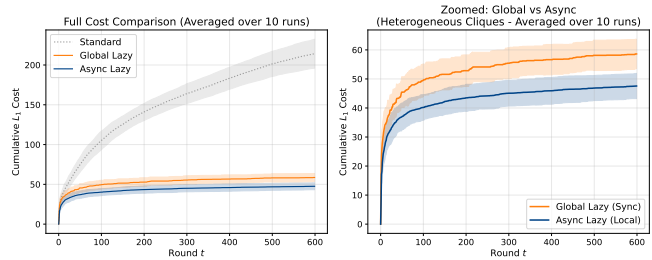 Full Cost Comparison (Averaged over 10 runs)
Standard
Global Lazy
Async Lazy
Cumulative L₁ Cost
200
150
100
50
0
0 100 200 300 400 500 600
Round t
Zoomed: Global vs Async
(Heterogeneous Cliques - Averaged over 10 runs)
Cumulative L₁ Cost
60
50
40
30
20
10
0
Global Lazy (Sync)
Async Lazy (Local)
0 100 200 300 400 500 600
Round t